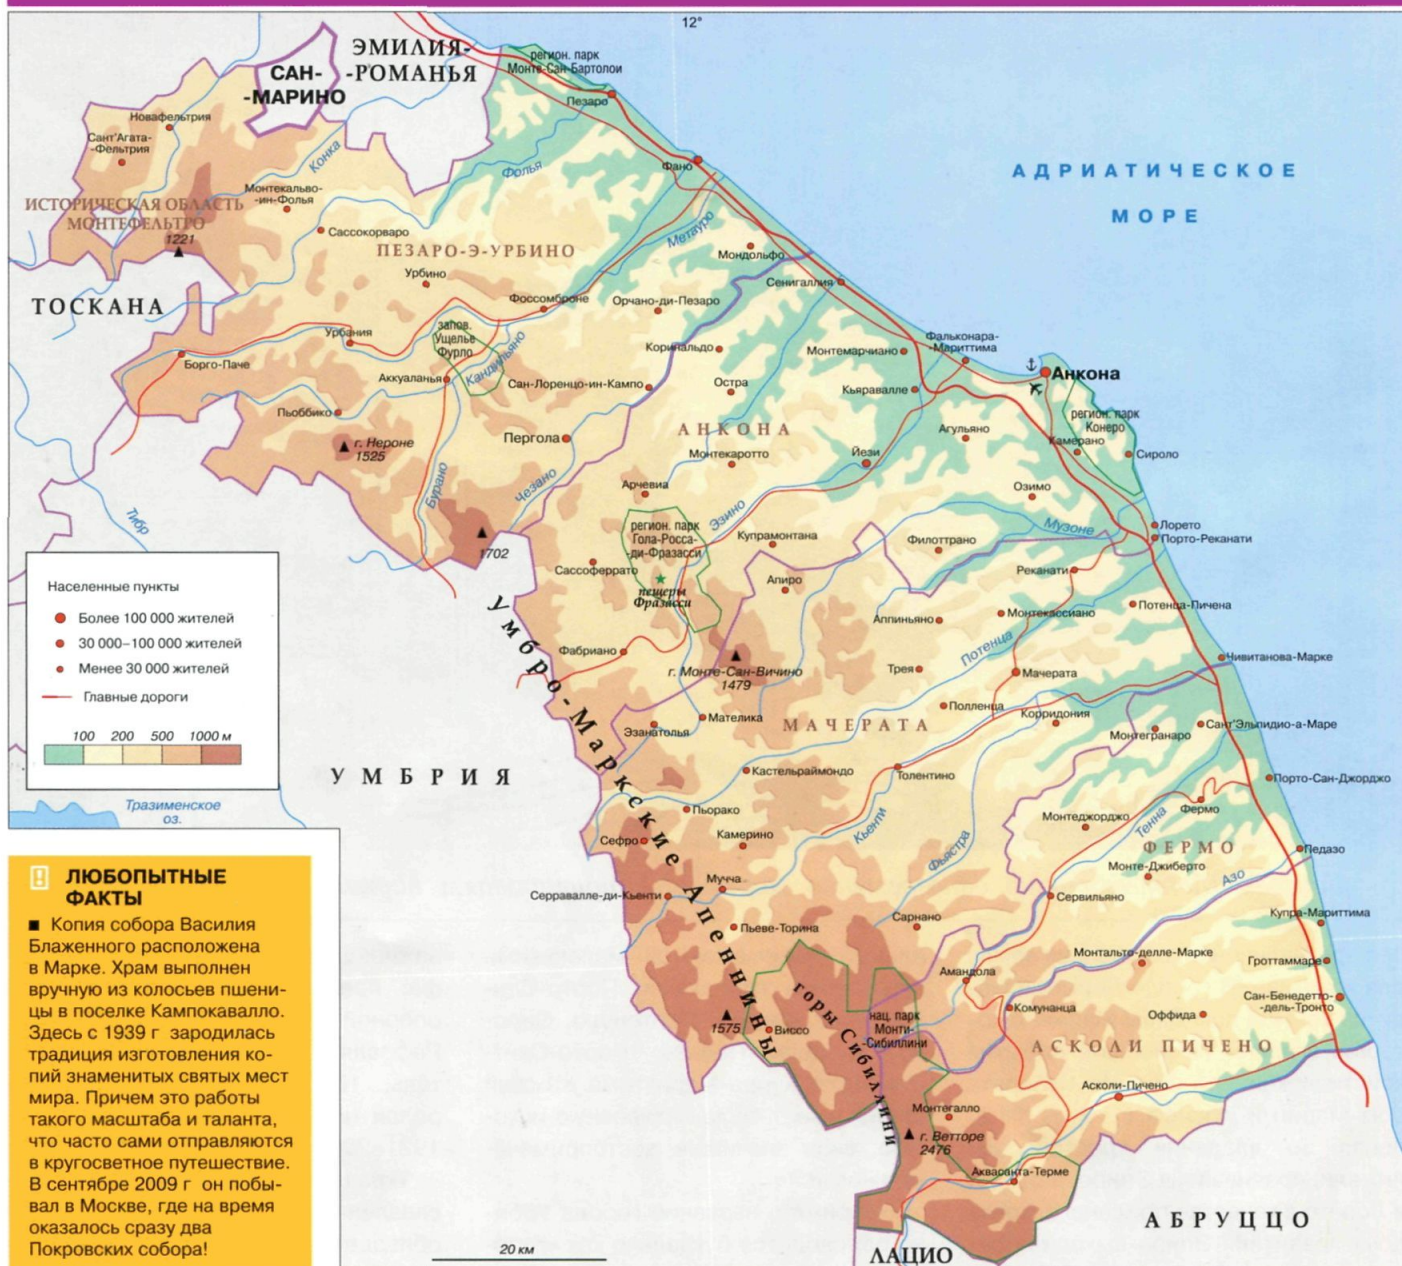 12°
ЭМИЛИЯ-
-РОМАНЬЯ
САН-
-МАРИНО
регион. парк
Монте-Сан-Бартолои
Пезаро
Новафельтрия
Сант'Агата-
-Фельтрия
Конка
Фолья
Фано
АДРИАТИЧЕСКОЕ
МОРЕ
Монтекальво-
-ин-Фолья
ИСТОРИЧЕСКАЯ ОБЛАСТЬ
МОНТЕФЕЛЬТРО
1221
Сассокорваро
ПЕЗАРО-Э-УРБИНО
Метауро
Мондольфо
Урбино
Сенигаллия
ТОСКАНА
Фоссомброне
Орчано-ди-Пезаро
Урбания
запов.
Ущелье
Фурло
Кандильяно
Коринальдо
Монтемарчиано
Фальконара-
-Мариттима
Борго-Паче
Аккуаланья
Сан-Лоренцо-ин-Кампо
Остра
Кьяравалле
Анкона
Пьоббико
регион. парк
Конеро
г. Нероне
1525
Пергола
АНКОНА
Агульяно
Камерано
Сироло
Монтекаротто
Йези
Бурано
Чезано
Арчевиа
Озимо
Тибр
Эзино
регион. парк
Гола-Росса-
-ди-Фразасси
Музоне
Лорето
Порто-Реканати
1702
Купрамонтана
Филоттрано
Сассоферрато
пещеры
Фразасси
Апиро
Реканати
Потенца-Пичена
Монтекассиано
Аппиньяно
Потенца
Фабриано
Чивитанова-Марке
г. Монте-Сан-Вичино
1479
Трея
Мачерата
Умбро-Маркские Апеннины
Полленца
Корридония
Мателика
МАЧЕРАТА
Эзанатолья
Сант'Эльпидио-а-Маре
Монтегранаро
Населенные пункты
Более 100 000 жителей
30 000–100 000 жителей
Менее 30 000 жителей
Главные дороги
100 200 500 1000 м
УМБРИЯ
Кастельраймондо
Толентино
Порто-Сан-Джорджо
Тразименское
оз.
Пьорако
Фермо
Монтеджорджо
Тенна
Кьенти
Камерино
Сефро
Фьястра
ФЕРМО
Педазо
Монте-Джиберто
Азо
Мучча
Серравалле-ди-Кьенти
Сервильяно
Пьеве-Торина
Сарнано
Купра-Мариттима
Монтальто-делле-Марке
Гроттаммаре
Амандола
Сан-Бенедетто-
-дель-Тронто
Комунанца
Оффида
1575
Виссо
горы Сибиллини
нац. парк
Монти-
-Сибиллини
АСКОЛИ ПИЧЕНО
Асколи-Пичено
Монтегалло
г. Ветторе
2476
Аквасанта-Терме
АБРУЦЦО
ЛАЦИО
20 км
ЛЮБОПЫТНЫЕ
ФАКТЫ
■ Копия собора Василия
Блаженного расположена
в Марке. Храм выполнен
вручную из колосьев пшени-
цы в поселке Кампокавалло.
Здесь с 1939 г зародилась
традиция изготовления ко-
пий знаменитых святых мест
мира. Причем это работы
такого масштаба и таланта,
что часто сами отправляются
в кругосветное путешествие.
В сентябре 2009 г он побы-
вал в Москве, где на время
оказалось сразу два
Покровских собора!